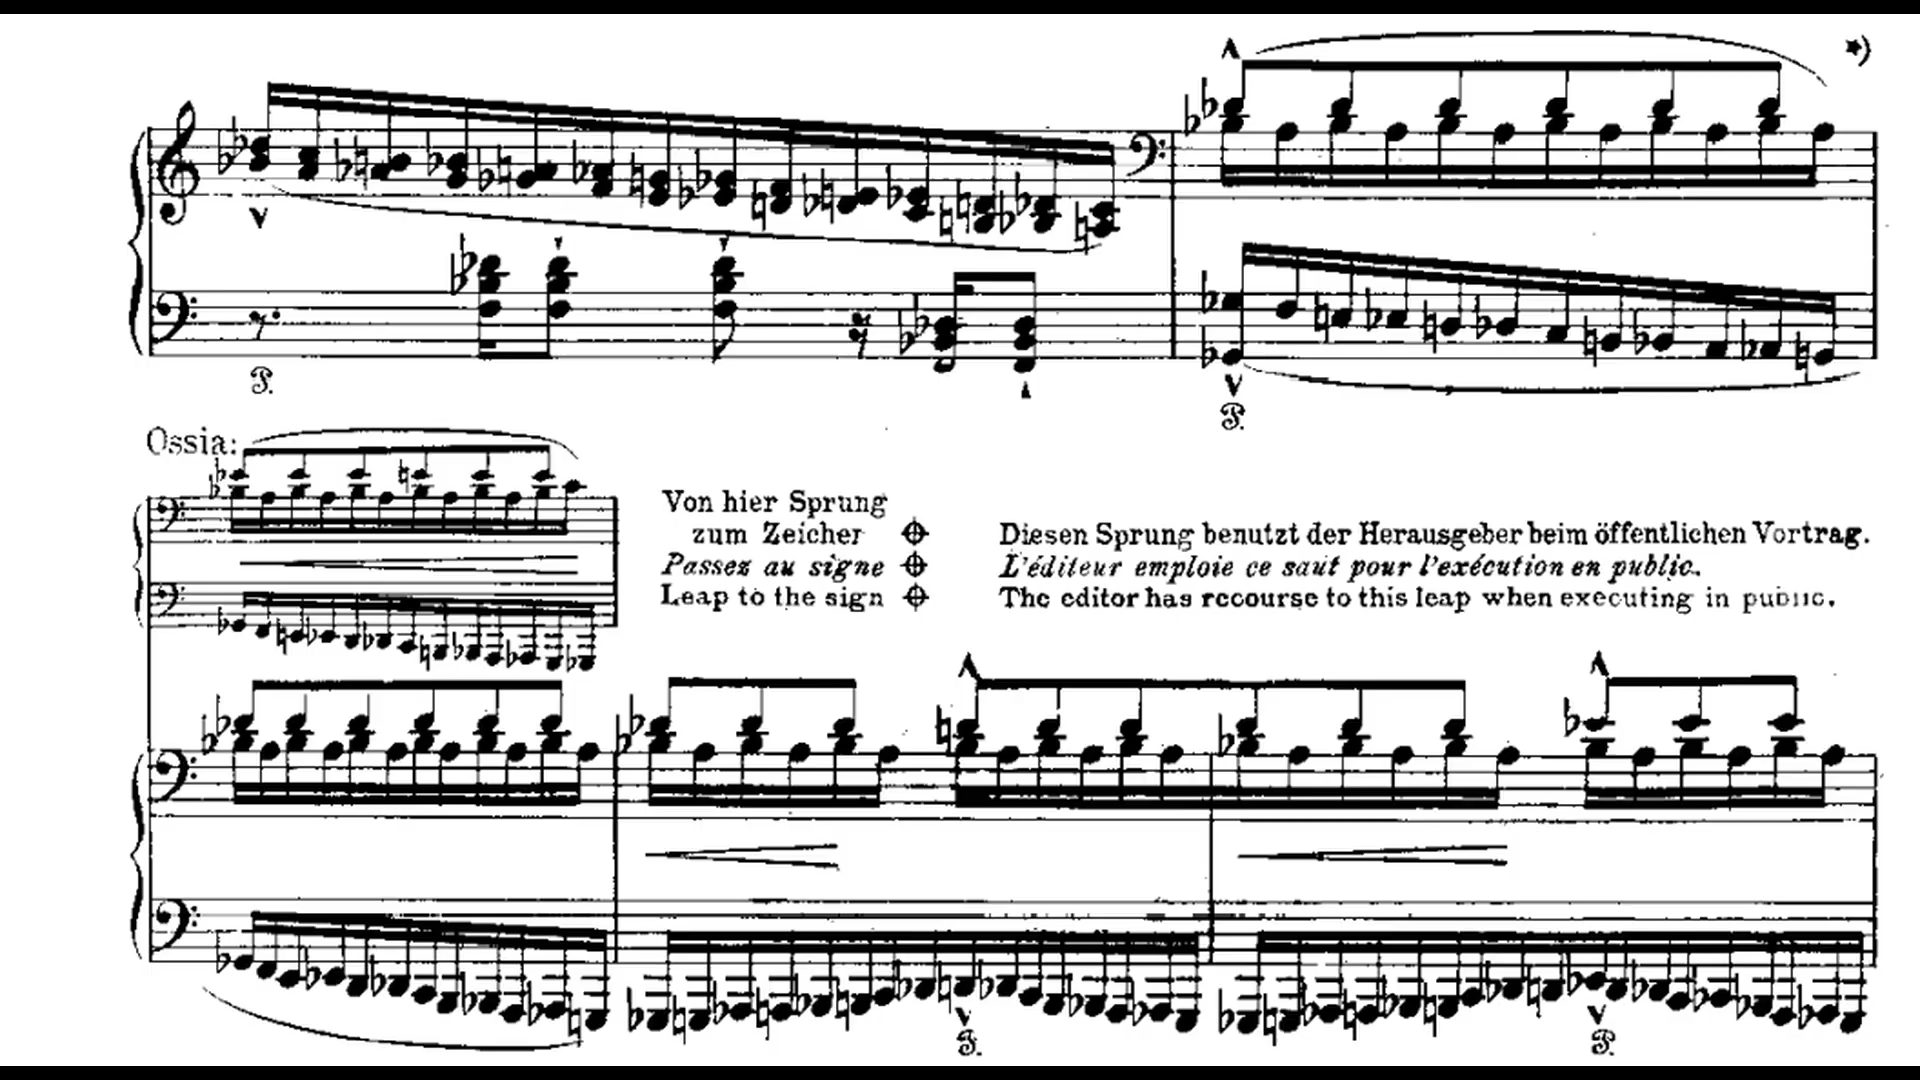 *)
P.
P.
Ossia:
Von hier Sprung
zum Zeicher
Passez au signe
Leap to the sign
Diesen Sprung benutzt der Herausgeber beim öffentlichen Vortrag.
L'éditeur emploie ce saut pour l'exécution en public.
The editor has recourse to this leap when executing in public.
P.
P.